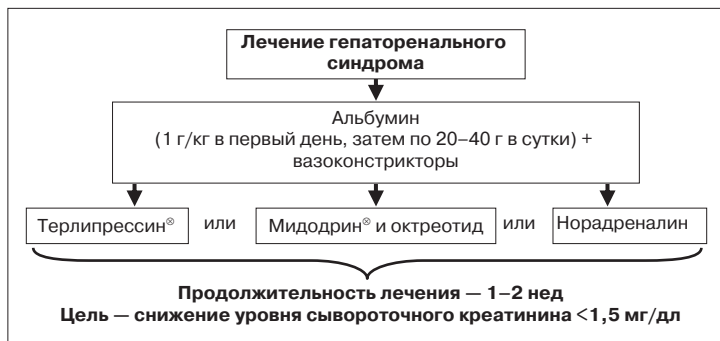 Лечение гепаторенального
синдрома
Альбумин
(1 г/кг в первый день, затем по 20–40 г в сутки) +
вазоконстрикторы
Терлипрессин⊗ или Мидодрин⊗ и октреотид или Норадреналин
Продолжительность лечения — 1–2 нед
Цель — снижение уровня сывороточного креатинина <1,5 мг/дл